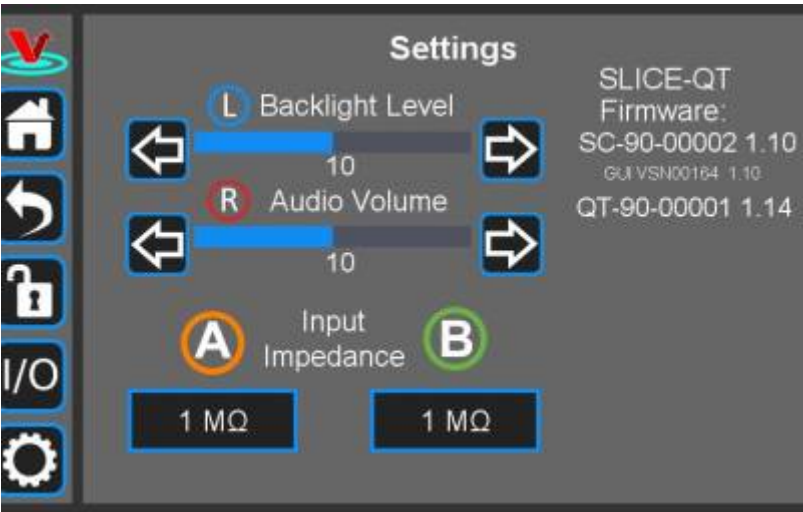 Settings
L Backlight Level
10
R Audio Volume
10
SLICE-QT
Firmware:
SC-90-00002 1.10
GUI VSN00164 1.10
QT-90-00001 1.14
I/O
A
Input
Impedance
B
1 MΩ
1 MΩ